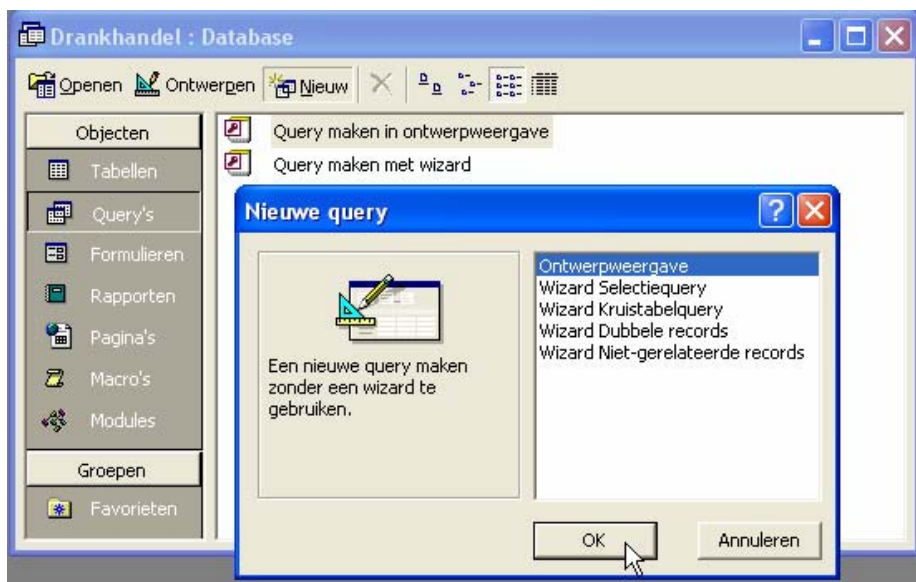 Drankhandel : Database
Openen Ontwerpen Nieuw
Objecten
Tabellen
Query's
Formulieren
Rapporten
Pagina's
Macro's
Modules
Groepen
Favorieten
Query maken in ontwerpweergave
Query maken met wizard
Nieuwe query
Een nieuwe query maken
zonder een wizard te
gebruiken.
Ontwerpweergave
Wizard Selectiequery
Wizard Kruistabelquery
Wizard Dubbele records
Wizard Niet-gerelateerde records
OK
Annuleren